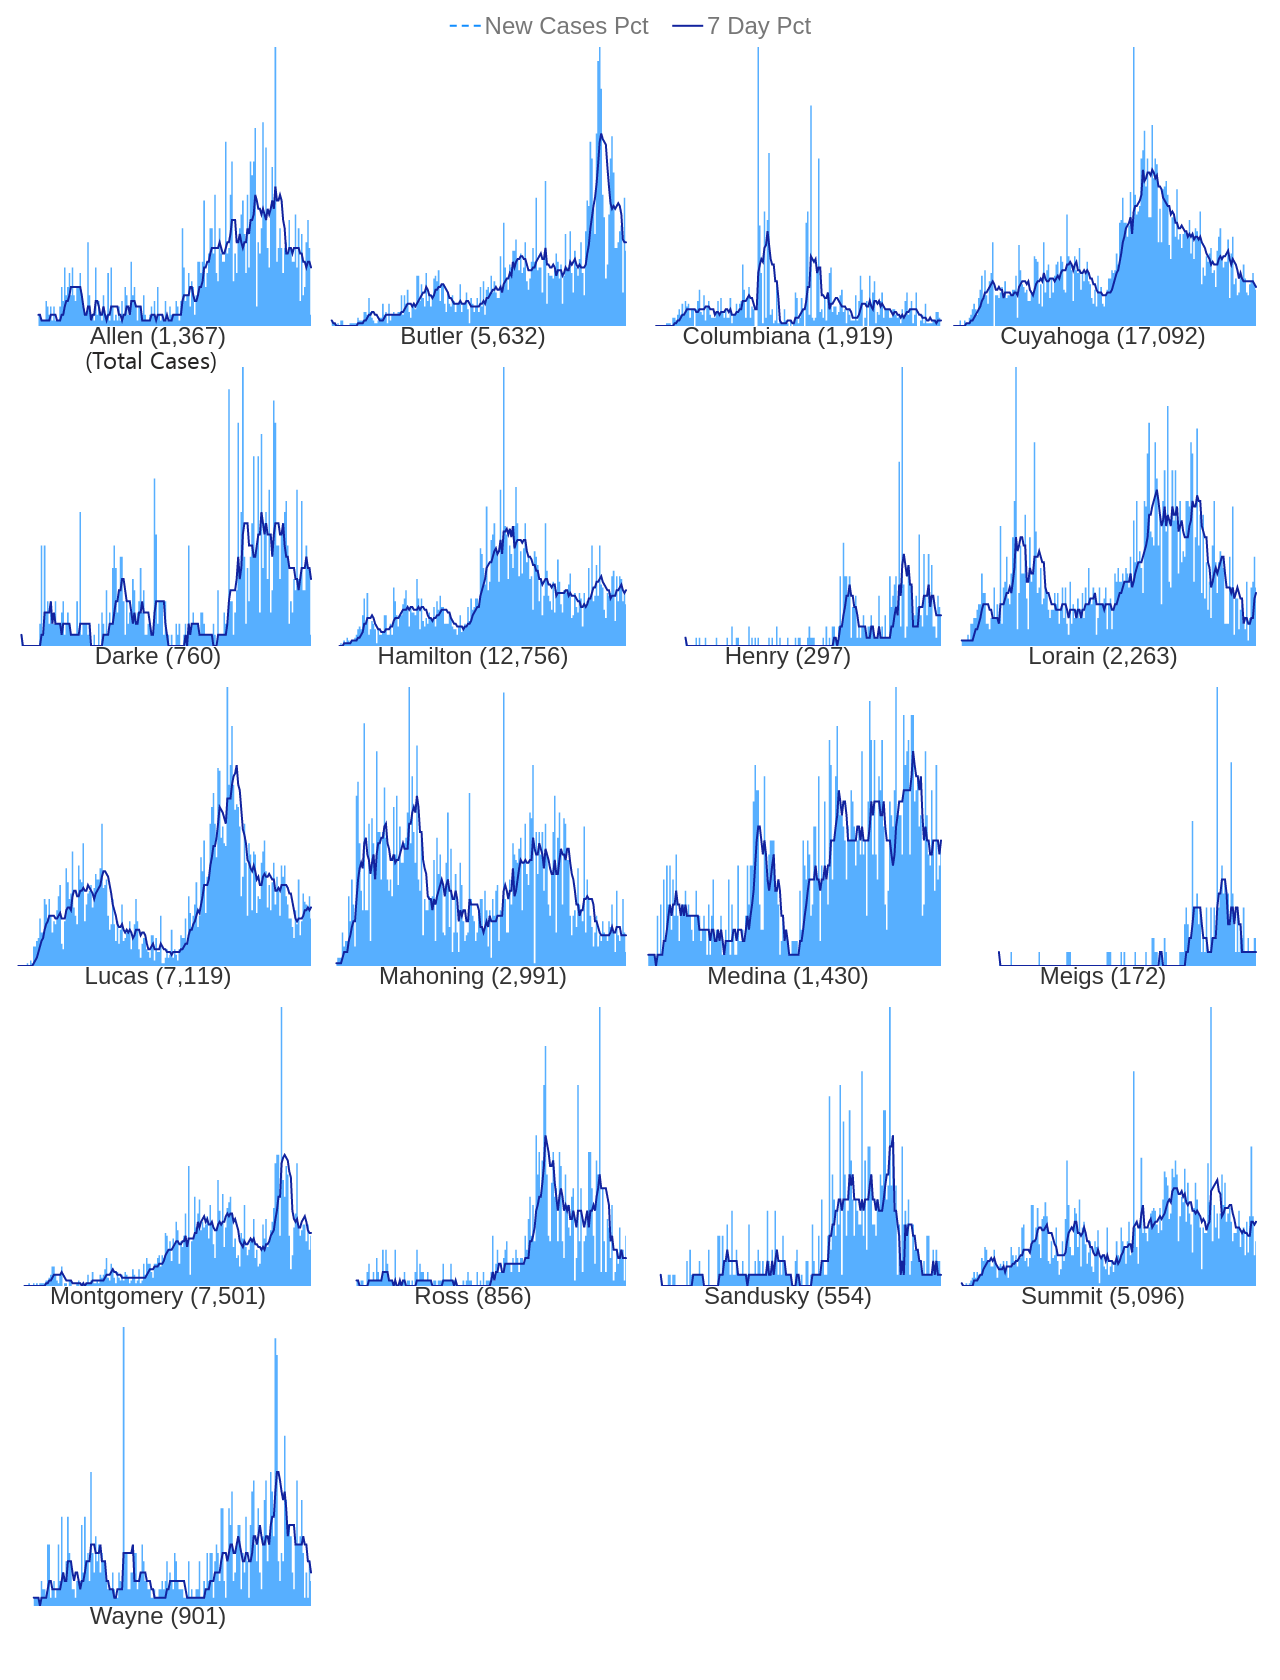 New Cases Pct 7 Day Pct
Allen (1,367) Butler (5,632) Columbiana (1,919) Cuyahoga (17,092)
(Total Cases)
Darke (760) Hamilton (12,756) Henry (297) Lorain (2,263)
Lucas (7,119) Mahoning (2,991) Medina (1,430) Meigs (172)
Montgomery (7,501) Ross (856) Sandusky (554) Summit (5,096)
Wayne (901)